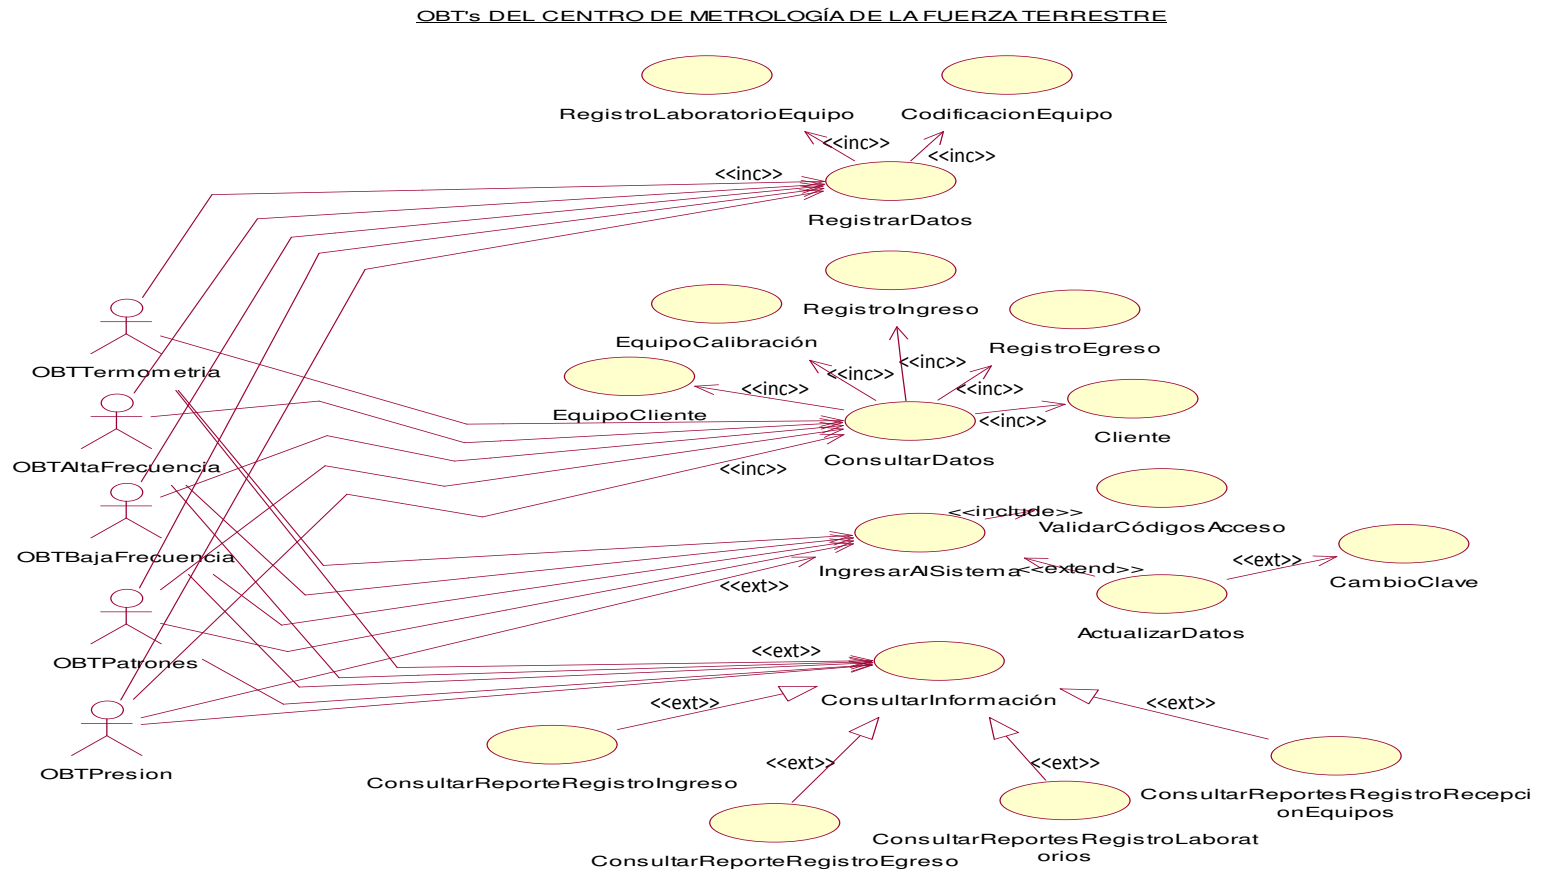 OBT's DEL CENTRO DE METROLOGÍA DE LA FUERZA TERRESTRE
RegistroLaboratorioEquipo
CodificacionEquipo
<<inc>>
<<inc>>
<<inc>>
RegistrarDatos
RegistroIngreso
EquipoCalibración
RegistroEgreso
<<inc>>
<<inc>>
<<inc>>
<<inc>>
EquipoCliente
<<inc>>
Cliente
ConsultarDatos
<<inc>>
OBTTermometria
OBTAltaFrecuencia
OBTBajaFrecuencia
OBTPatrones
OBTPresion
<<include>>
ValidarCódigosAcceso
IngresarAlSistema
<<extend>>
<<ext>>
<<ext>>
CambioClave
ActualizarDatos
<<ext>>
ConsultarInformación
<<ext>>
<<ext>>
<<ext>>
<<ext>>
ConsultarReporteRegistroIngreso
ConsultarReportesRegistroRecepci
onEquipos
ConsultarReportesRegistroLaborat
orios
ConsultarReporteRegistroEgreso